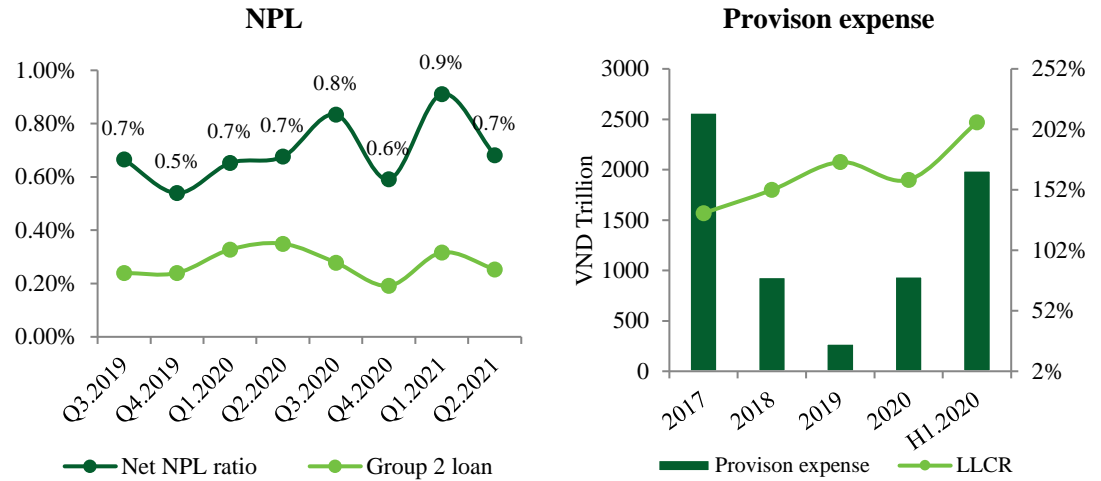 NPL
1.00%
0.80%
0.60%
0.40%
0.20%
0.00%
0.7%
0.5%
0.7%
0.7%
0.8%
0.6%
0.9%
0.7%
Q3.2019
Q4.2019
Q1.2020
Q2.2020
Q3.2020
Q4.2020
Q1.2021
Q2.2021
Net NPL ratio
Group 2 loan
Provison expense
VND Trillion
3000
2500
2000
1500
1000
500
0
252%
202%
152%
102%
52%
2%
2017
2018
2019
2020
H1.2020
Provison expense
LLCR